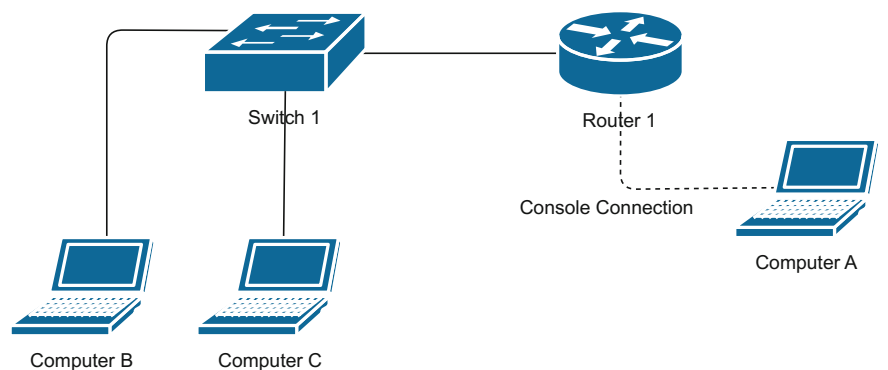 Switch 1
Router 1
Console Connection
Computer A
Computer B
Computer C